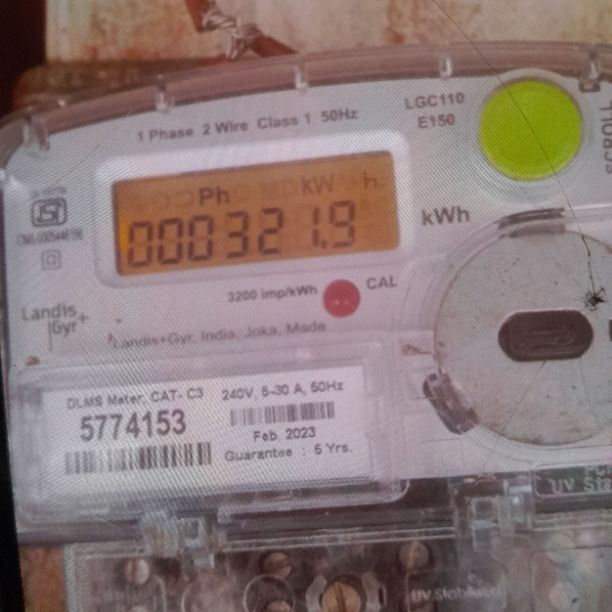 1 Phase 2 Wire Class 1 50Hz
LGC110
E150
Ph KW h
0003219
kWh
3200 imp/kWh
CAL
Landis
Gyr+
Landis+Gyr, India, Joka, Made
DLMS Meter, CAT- C3
5774153
240V, 5-30 A, 50Hz
Feb. 2023
Guarantee : 5 Yrs.
UV Sta
UV Stabilised